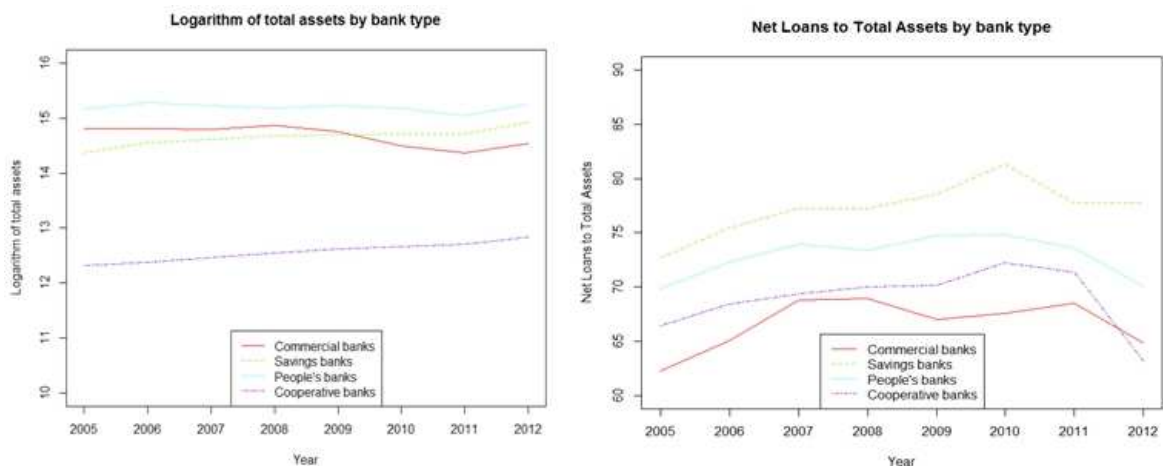 Logarithm of total assets by bank type
Logarithm of total assets
16
15
14
13
12
11
10
Commercial banks
Savings banks
People's banks
Cooperative banks
2005 2006 2007 2008 2009 2010 2011 2012
Year
Net Loans to Total Assets by bank type
Net Loans to Total Assets
90
85
80
75
70
65
60
Commercial banks
Savings banks
People's banks
Cooperative banks
2005 2006 2007 2008 2009 2010 2011 2012
Year